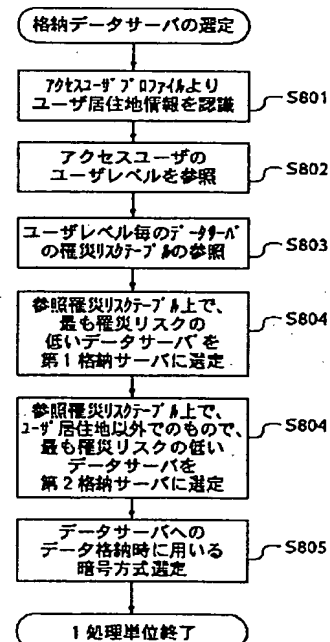 格納データサーバの選定
アクセスユーザプロファイルより
ユーザ居住地情報を認識
S801
アクセスユーザの
ユーザレベルを参照
S802
ユーザレベル毎のデータサーバ
の罹災リスクテーブルの参照
S803
参照罹災リスクテーブル上で、
最も罹災リスクの
低いデータサーバを
第1格納サーバに選定
S804
参照罹災リスクテーブル上で、
ユーザ居住地以外でのもので、
最も罹災リスクの低い
データサーバを
第2格納サーバに選定
S804
データサーバへの
データ格納時に用いる
暗号方式選定
S805
1処理単位終了